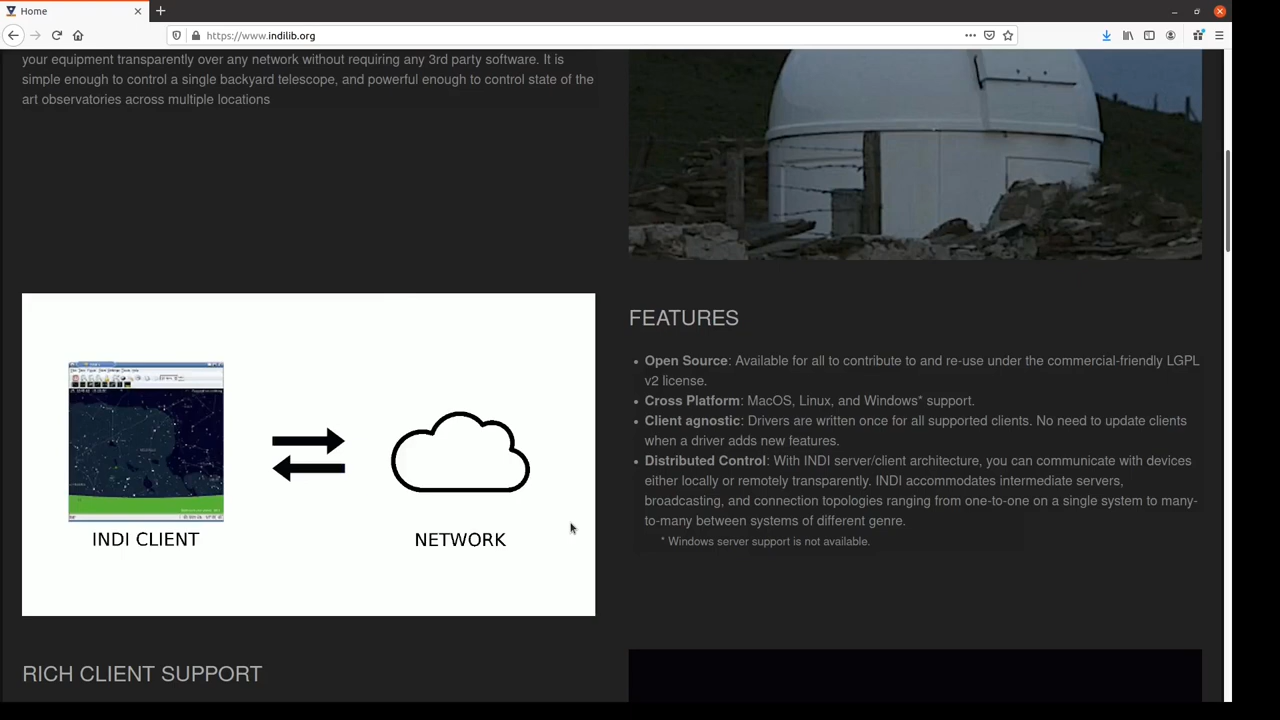 Home
https://www.indilib.org
your equipment transparently over any network without requiring any 3rd party software. It is
simple enough to control a single backyard telescope, and powerful enough to control state of the
art observatories across multiple locations
FEATURES
Open Source: Available for all to contribute to and re-use under the commercial-friendly LGPL
v2 license.
Cross Platform: MacOS, Linux, and Windows* support.
Client agnostic: Drivers are written once for all supported clients. No need to update clients
when a driver adds new features.
Distributed Control: With INDI server/client architecture, you can communicate with devices
either locally or remotely transparently. INDI accommodates intermediate servers,
broadcasting, and connection topologies ranging from one-to-one on a single system to many-
to-many between systems of different genre.
* Windows server support is not available.
INDI CLIENT
NETWORK
RICH CLIENT SUPPORT